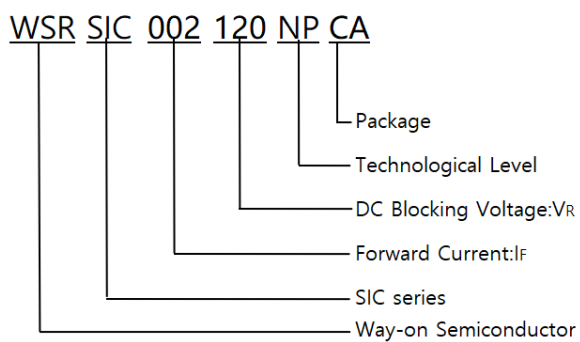 WSR SIC 002 120 NP CA
Package
Technological Level
DC Blocking Voltage:VR
Forward Current:IF
SIC series
Way-on Semiconductor